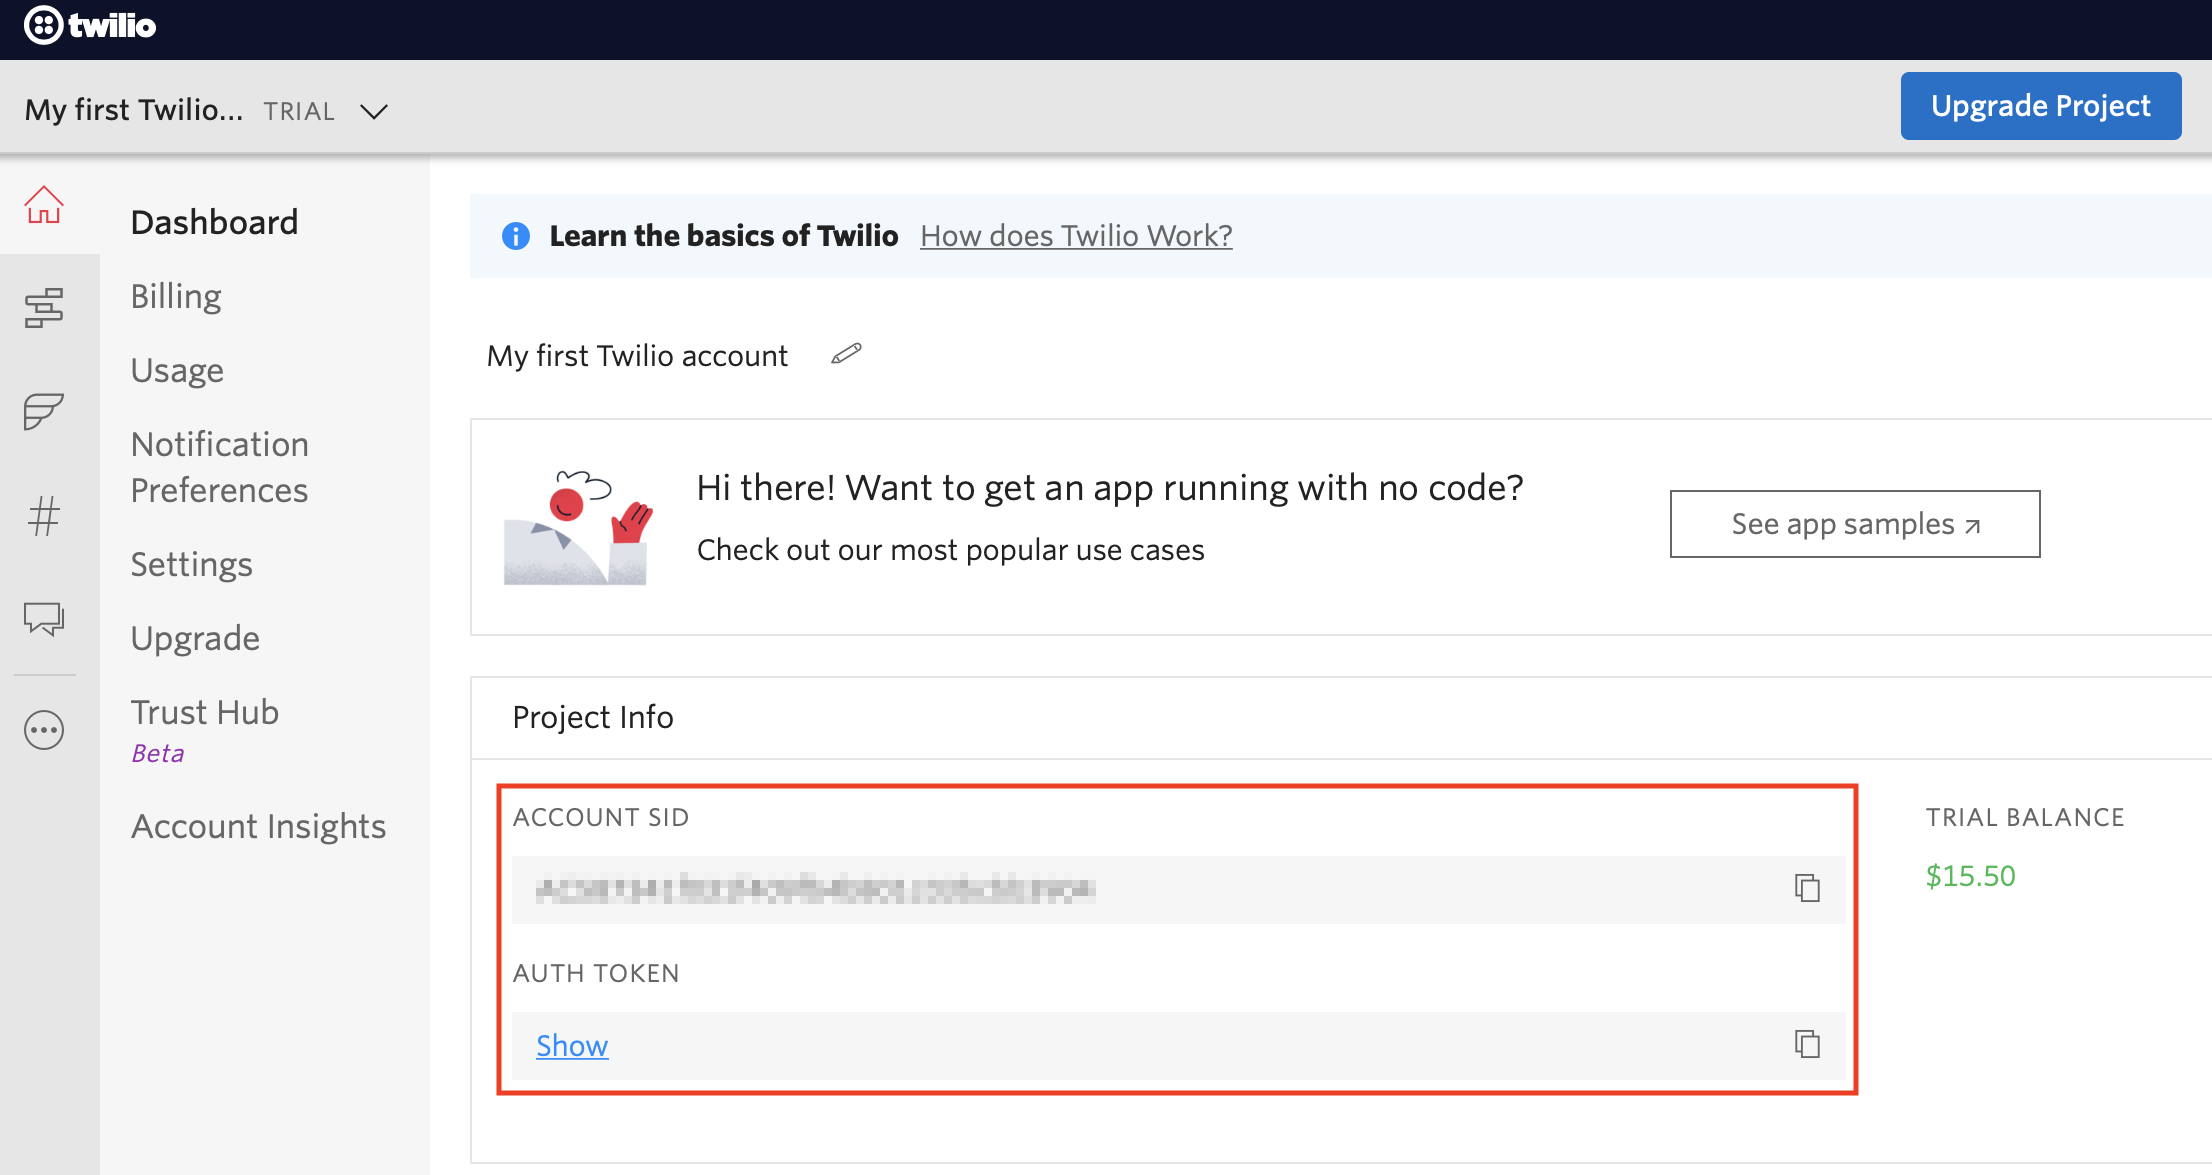 twilio
My first Twilio... TRIAL
Upgrade Project
Dashboard
Billing
Usage
Notification
Preferences
Settings
Upgrade
Trust Hub
Beta
Account Insights
Learn the basics of Twilio How does Twilio Work?
My first Twilio account
Hi there! Want to get an app running with no code?
Check out our most popular use cases
See app samples ↗
Project Info
ACCOUNT SID
AUTH TOKEN
Show
TRIAL BALANCE
$15.50